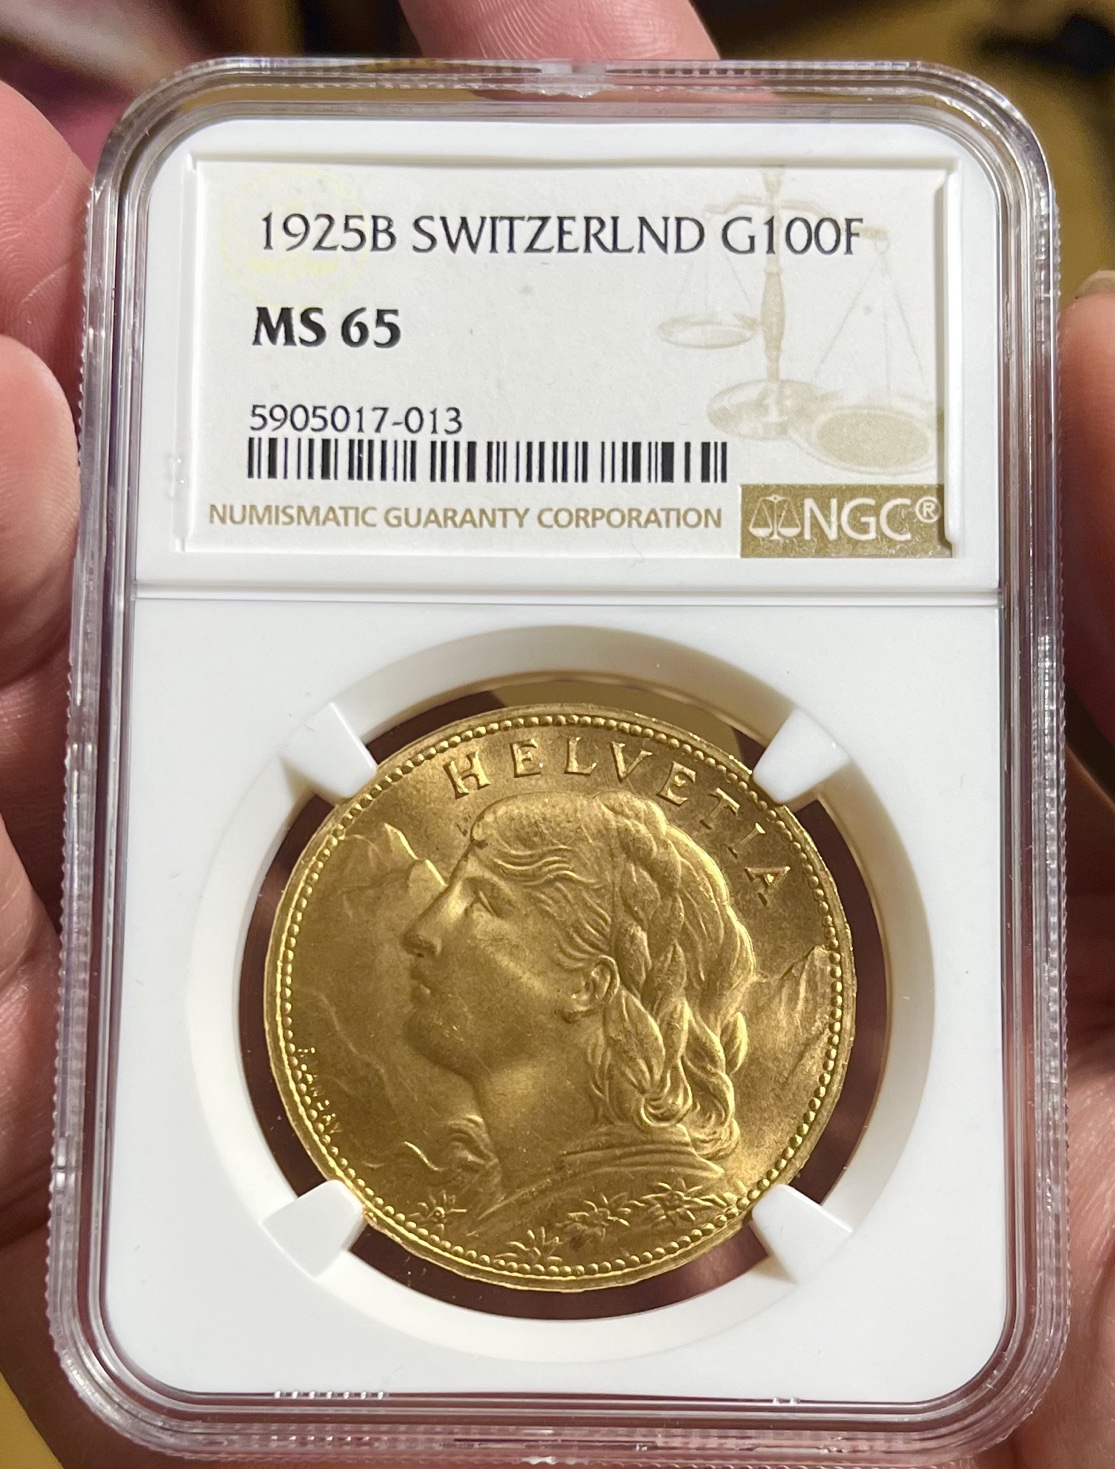 1925B SWITZERLND G100F
MS 65
5905017-013
NUMISMATIC GUARANTY CORPORATION
NGC®
HELVETIA